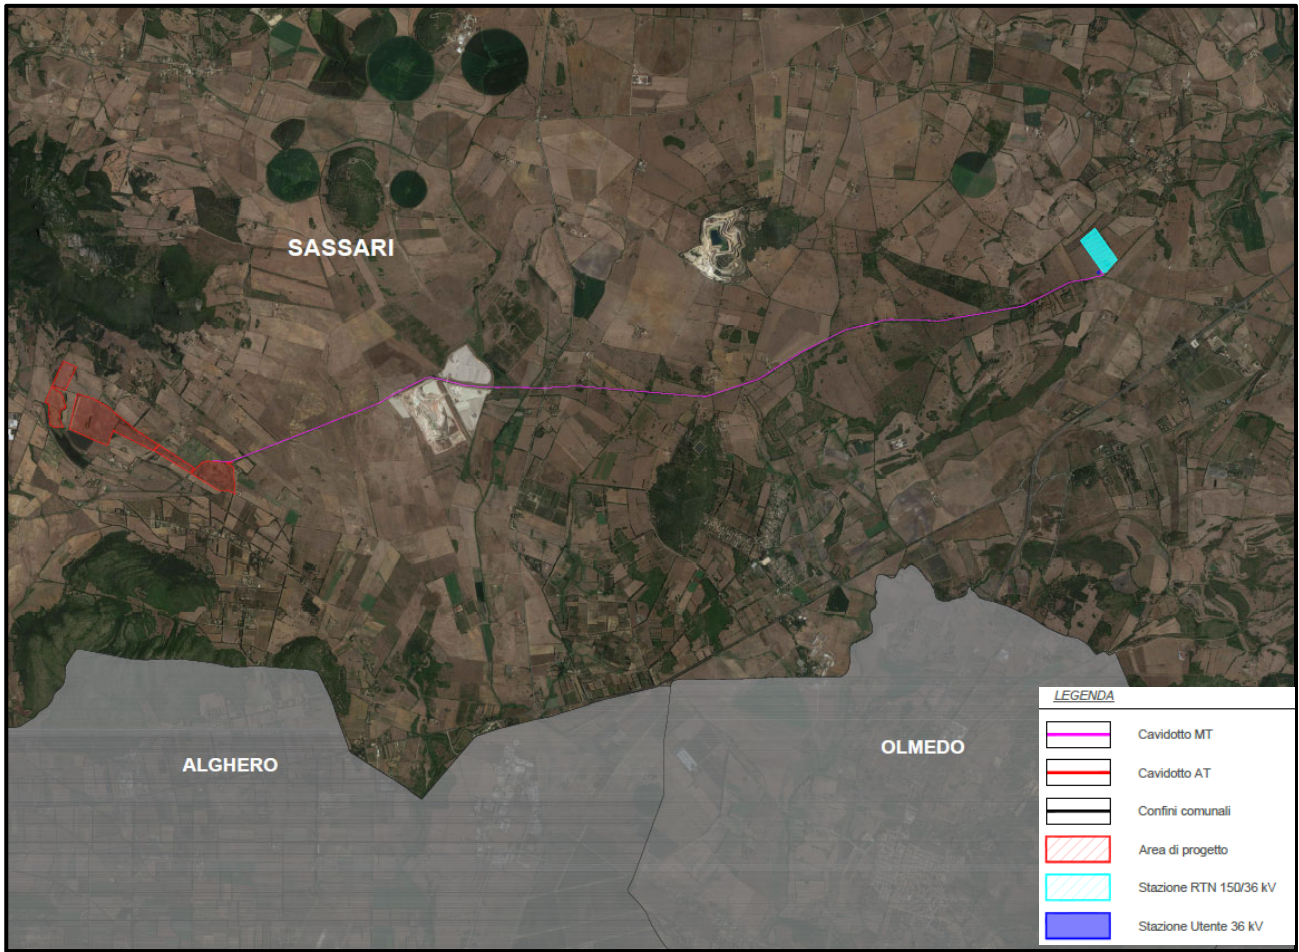 SASSARI
ALGHERO
OLMEDO
LEGENDA
Cavidotto MT
Cavidotto AT
Confini comunali
Area di progetto
Stazione RTN 150/36 kV
Stazione Utente 36 kV